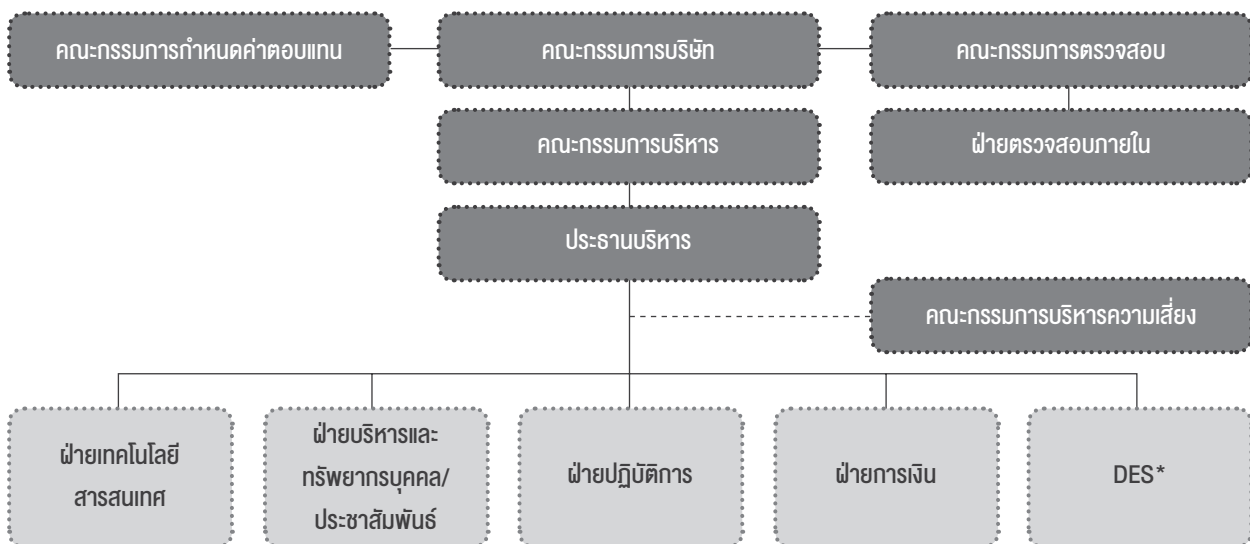 คณะกรรมการกำหนดค่าตอบแทน
คณะกรรมการบริษัท
คณะกรรมการตรวจสอบ
คณะกรรมการบริหาร
ฝ่ายตรวจสอบภายใน
ประธานบริหาร
คณะกรรมการบริหารความเสี่ยง
ฝ่ายเทคโนโลยี
สารสนเทศ
ฝ่ายบริหารและ
ทรัพยากรบุคคล/
ประชาสัมพันธ์
ฝ่ายปฏิบัติการ
ฝ่ายการเงิน
DES*